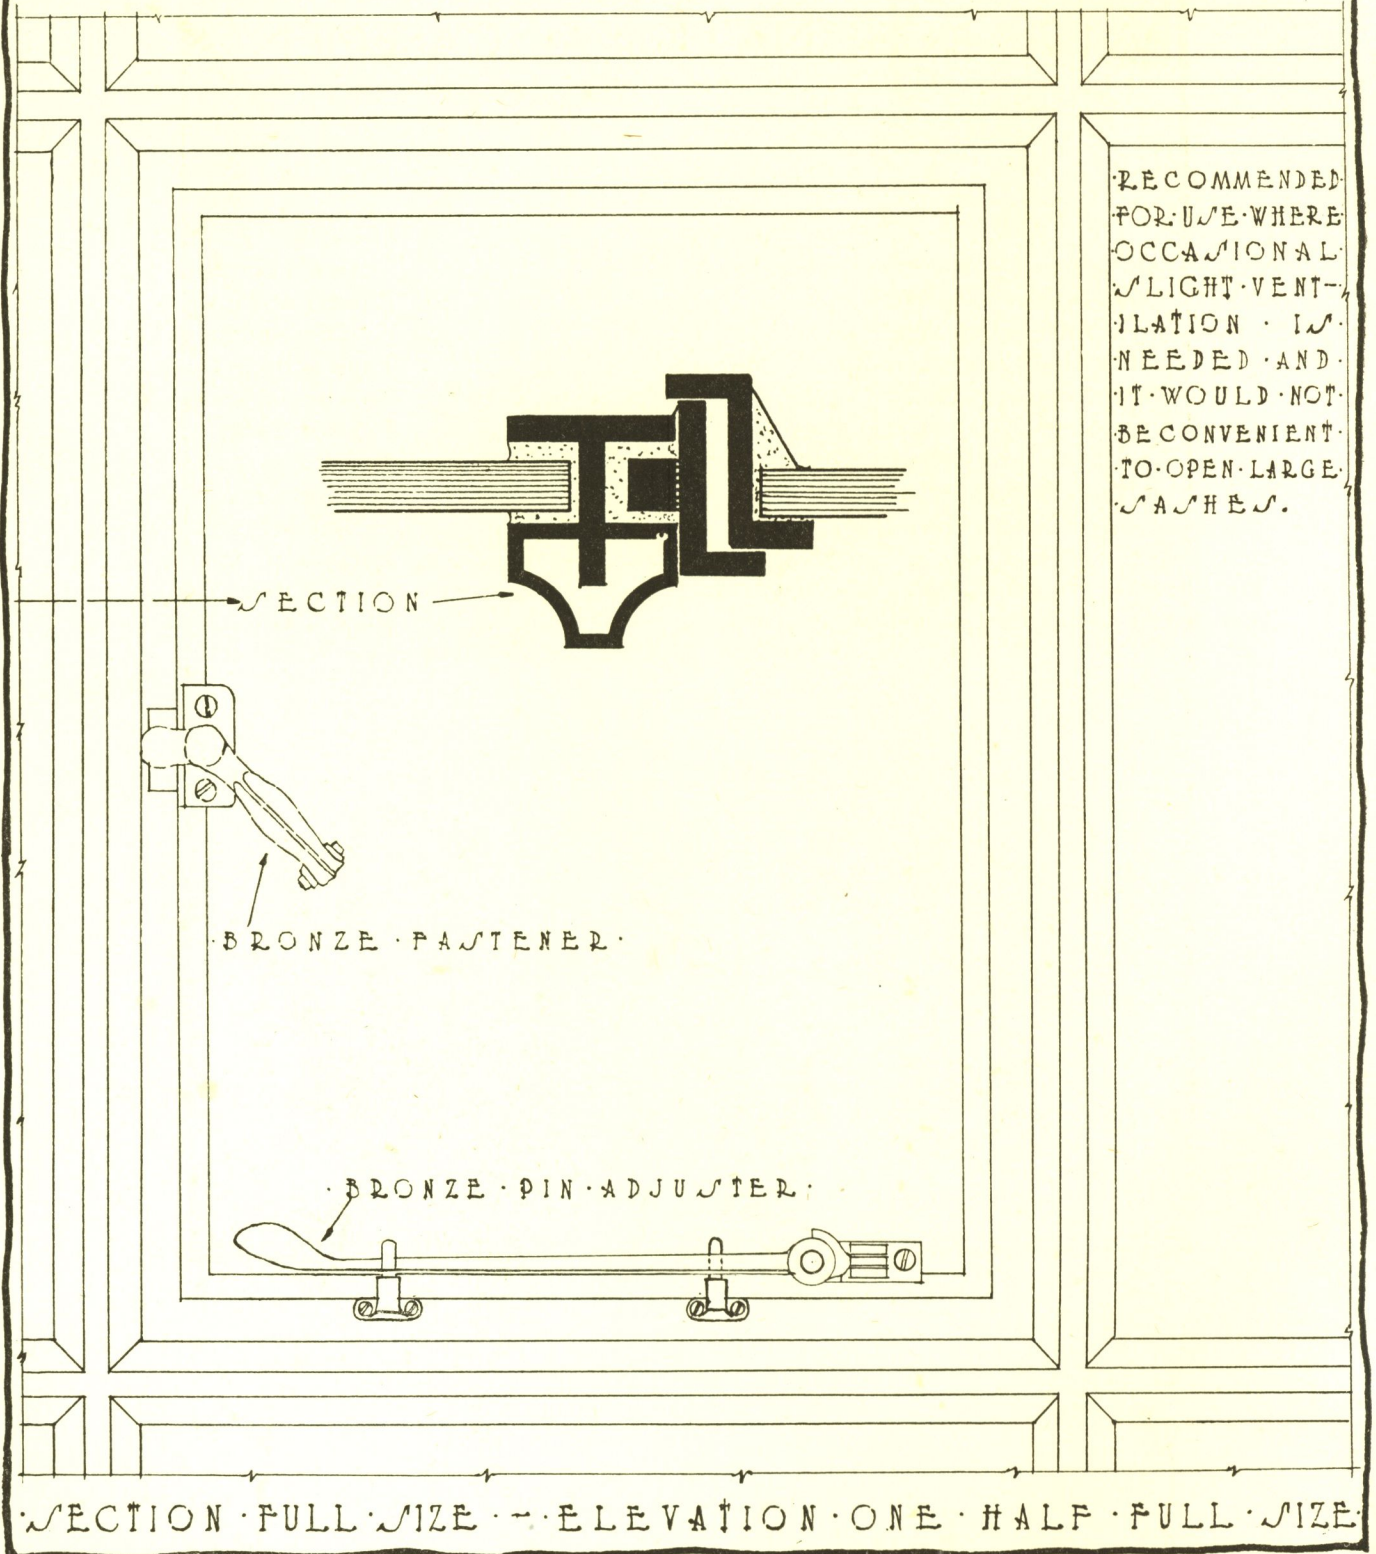 ·RECOMMENDED·
·FOR·USE·WHERE·
·OCCASIONAL·
·SLIGHT·VENT-
·ILATION · IS·
·NEEDED·AND·
·IT·WOULD·NOT·
·BE CONVENIENT·
·TO·OPEN·LARGE·
·SASHES.
SECTION
·BRONZE·FASTENER·
·BRONZE·PIN·ADJUSTER·
·SECTION·FULL·SIZE·-·ELEVATION·ONE·HALF·FULL·SIZE·